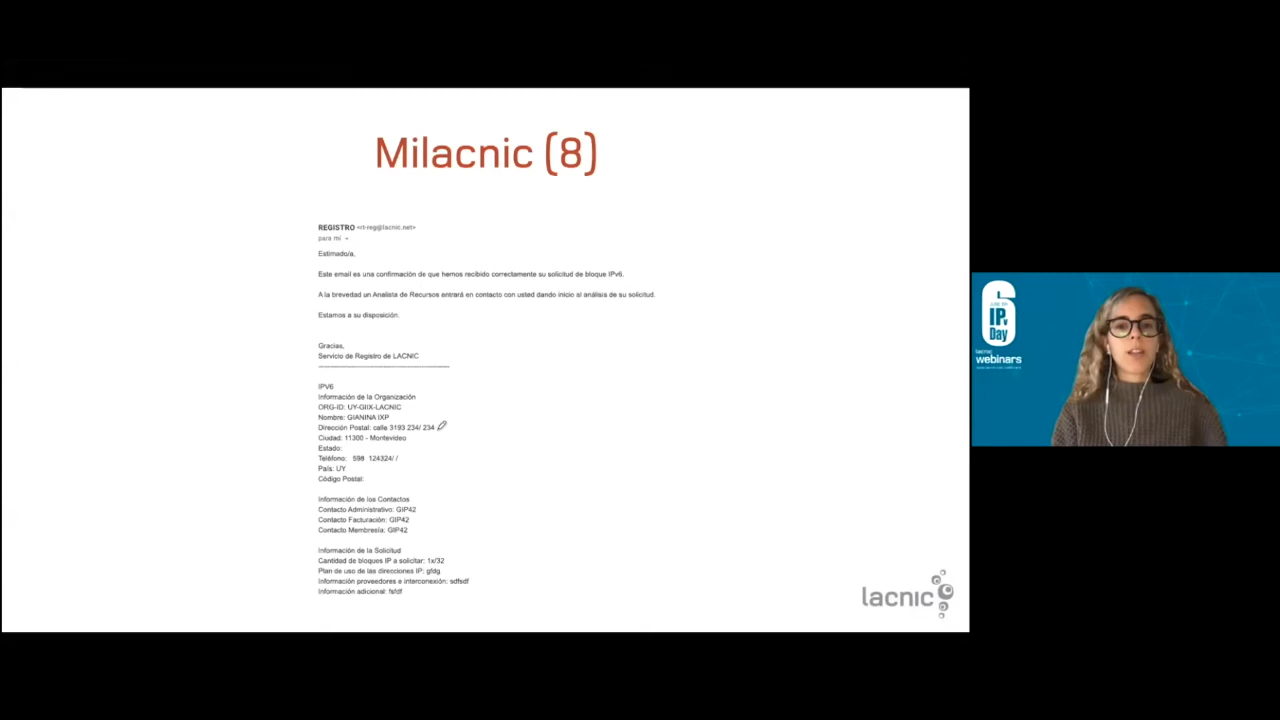 Milacnic (8)
REGISTRO <rt-reg@lacnic.net>
para mí
Estimado/a,
Este email es una confirmación de que hemos recibido correctamente su solicitud de bloque IPv6.
A la brevedad un Analista de Recursos entrará en contacto con usted dando inicio al análisis de su solicitud.
Estamos a su disposición.
Gracias,
Servicio de Registro de LACNIC
IPV6
Información de la Organización
ORG-ID: UY-GIIX-LACNIC
Nombre: GIANINA IXP
Dirección Postal: calle 3193 234/ 234
Ciudad: 11300 - Montevideo
Estado:
Teléfono: 598 124324/ /
País: UY
Código Postal:
Información de los Contactos
Contacto Administrativo: GIP42
Contacto Facturación: GIP42
Contacto Membresía: GIP42
Información de la Solicitud
Cantidad de bloques IP a solicitar: 1x/32
Plan de uso de las direcciones IP: gfdg
Información proveedores e interconexión: sdfsdf
Información adicional: fsfdf
lacnic
6
IPv
Day
lacnic
webinars